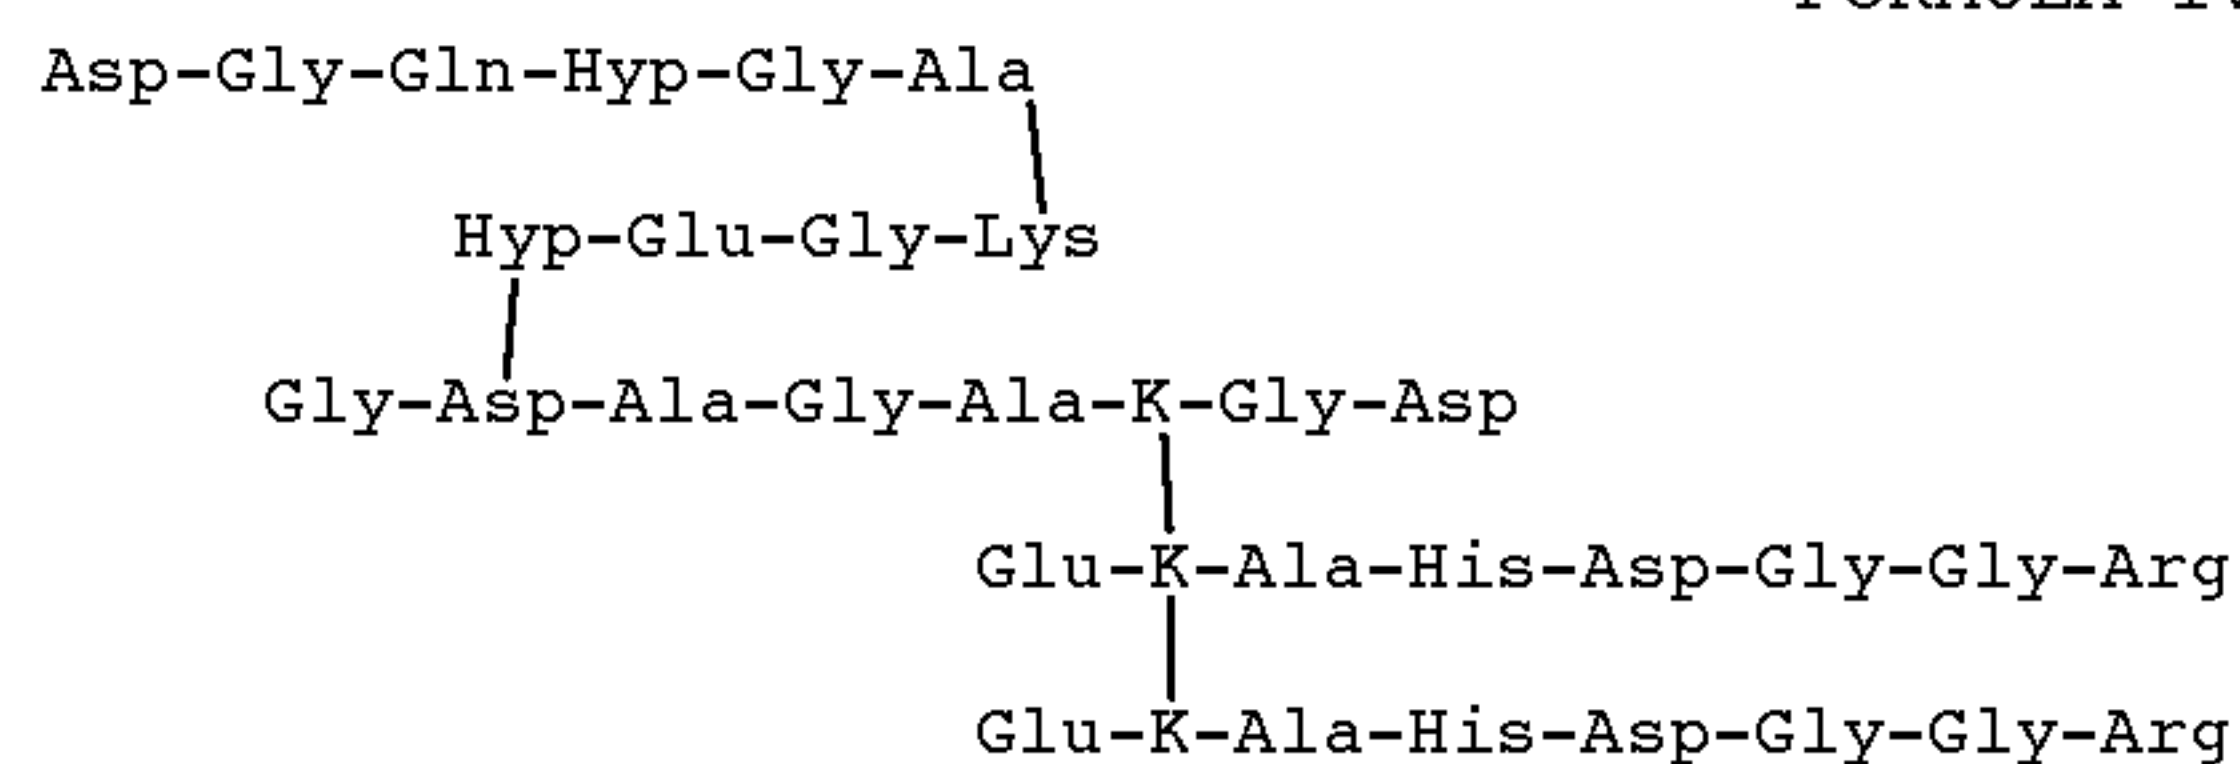 Asp-Gly-Gln-Hyp-Gly-Ala
Hyp-Glu-Gly-Lys
Gly-Asp-Ala-Gly-Ala-K-Gly-Asp
Glu-K-Ala-His-Asp-Gly-Gly-Arg
Glu-K-Ala-His-Asp-Gly-Gly-Arg